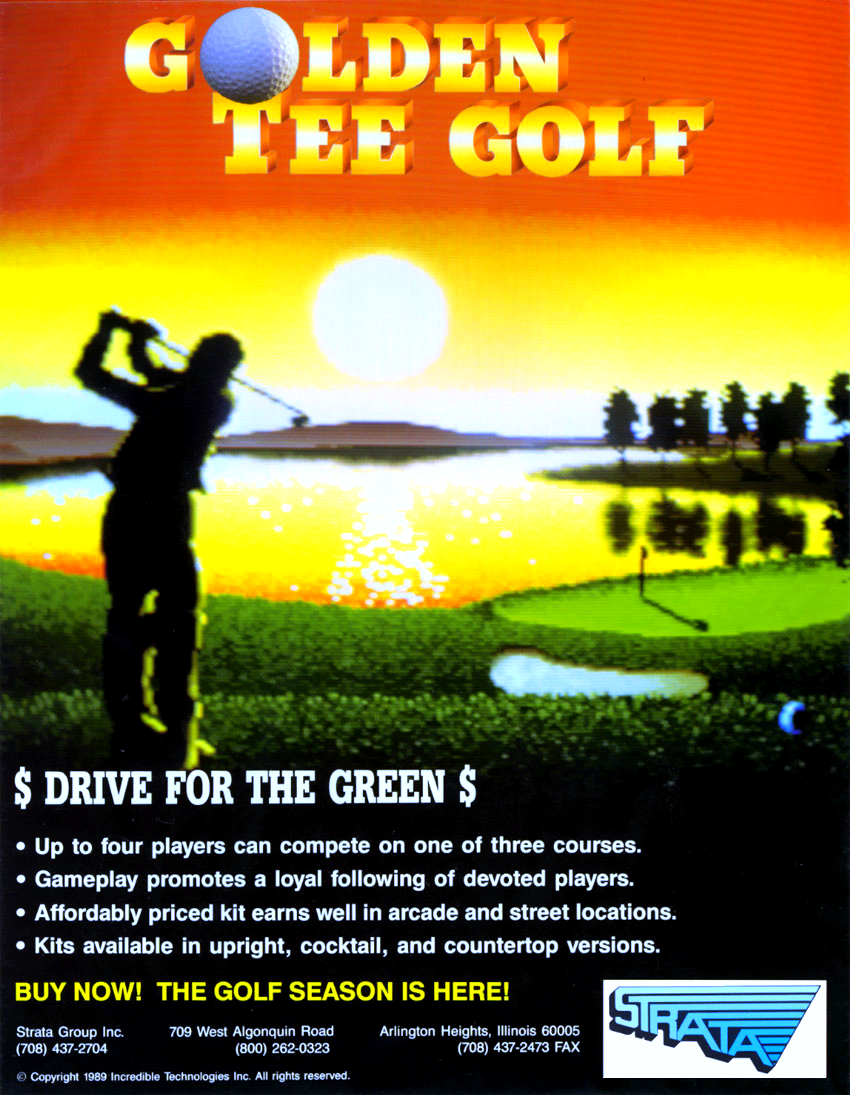 GOLDEN
TEE GOLF
$ DRIVE FOR THE GREEN $
• Up to four players can compete on one of three courses.
• Gameplay promotes a loyal following of devoted players.
• Affordably priced kit earns well in arcade and street locations.
• Kits available in upright, cocktail, and countertop versions.
BUY NOW! THE GOLF SEASON IS HERE!
Strata Group Inc. 709 West Algonquin Road Arlington Heights, Illinois 60005
(708) 437-2704 (800) 262-0323 (708) 437-2473 FAX
© Copyright 1989 Incredible Technologies Inc. All rights reserved.
STRATA